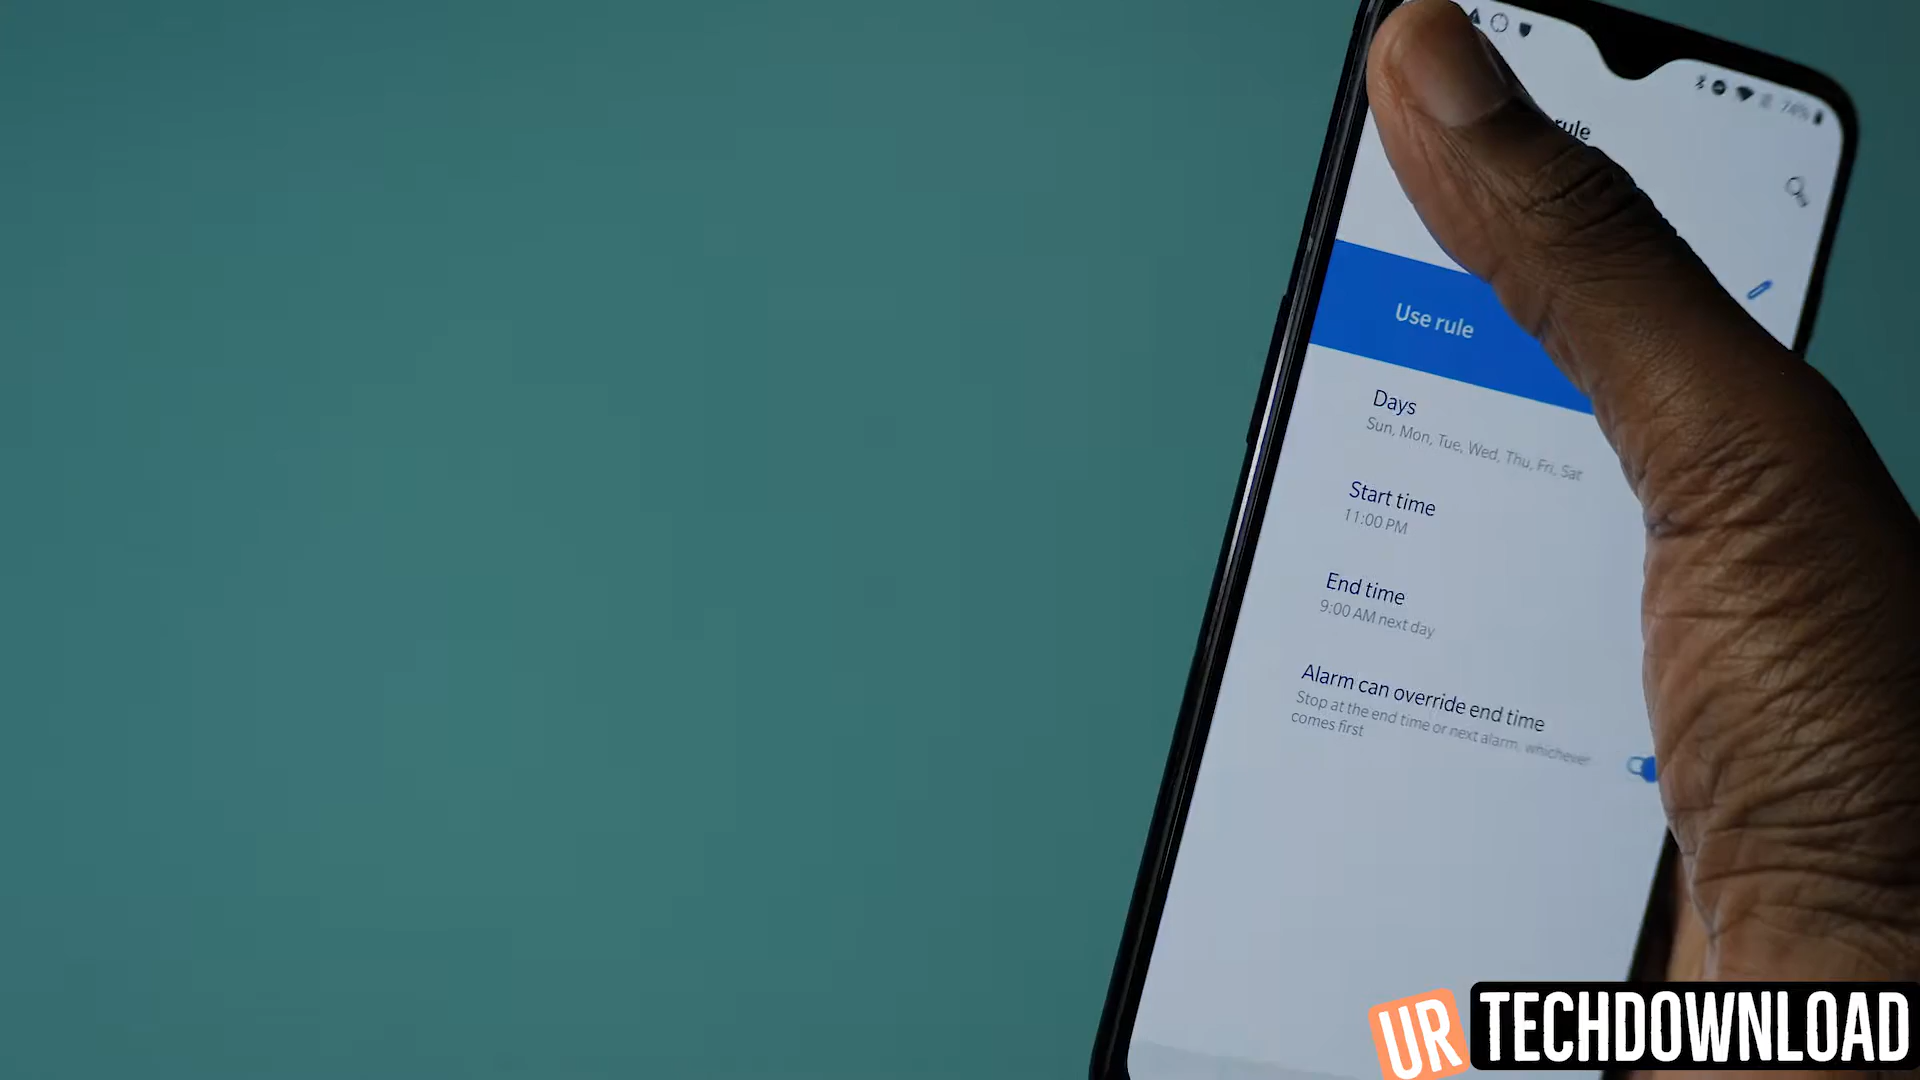 rule
74%
Use rule
Days
Sun, Mon, Tue, Wed, Thu, Fri, Sat
Start time
11:00 PM
End time
9:00 AM next day
Alarm can override end time
Stop at the end time or next alarm, whichever
comes first
UR TECHDOWNLOAD